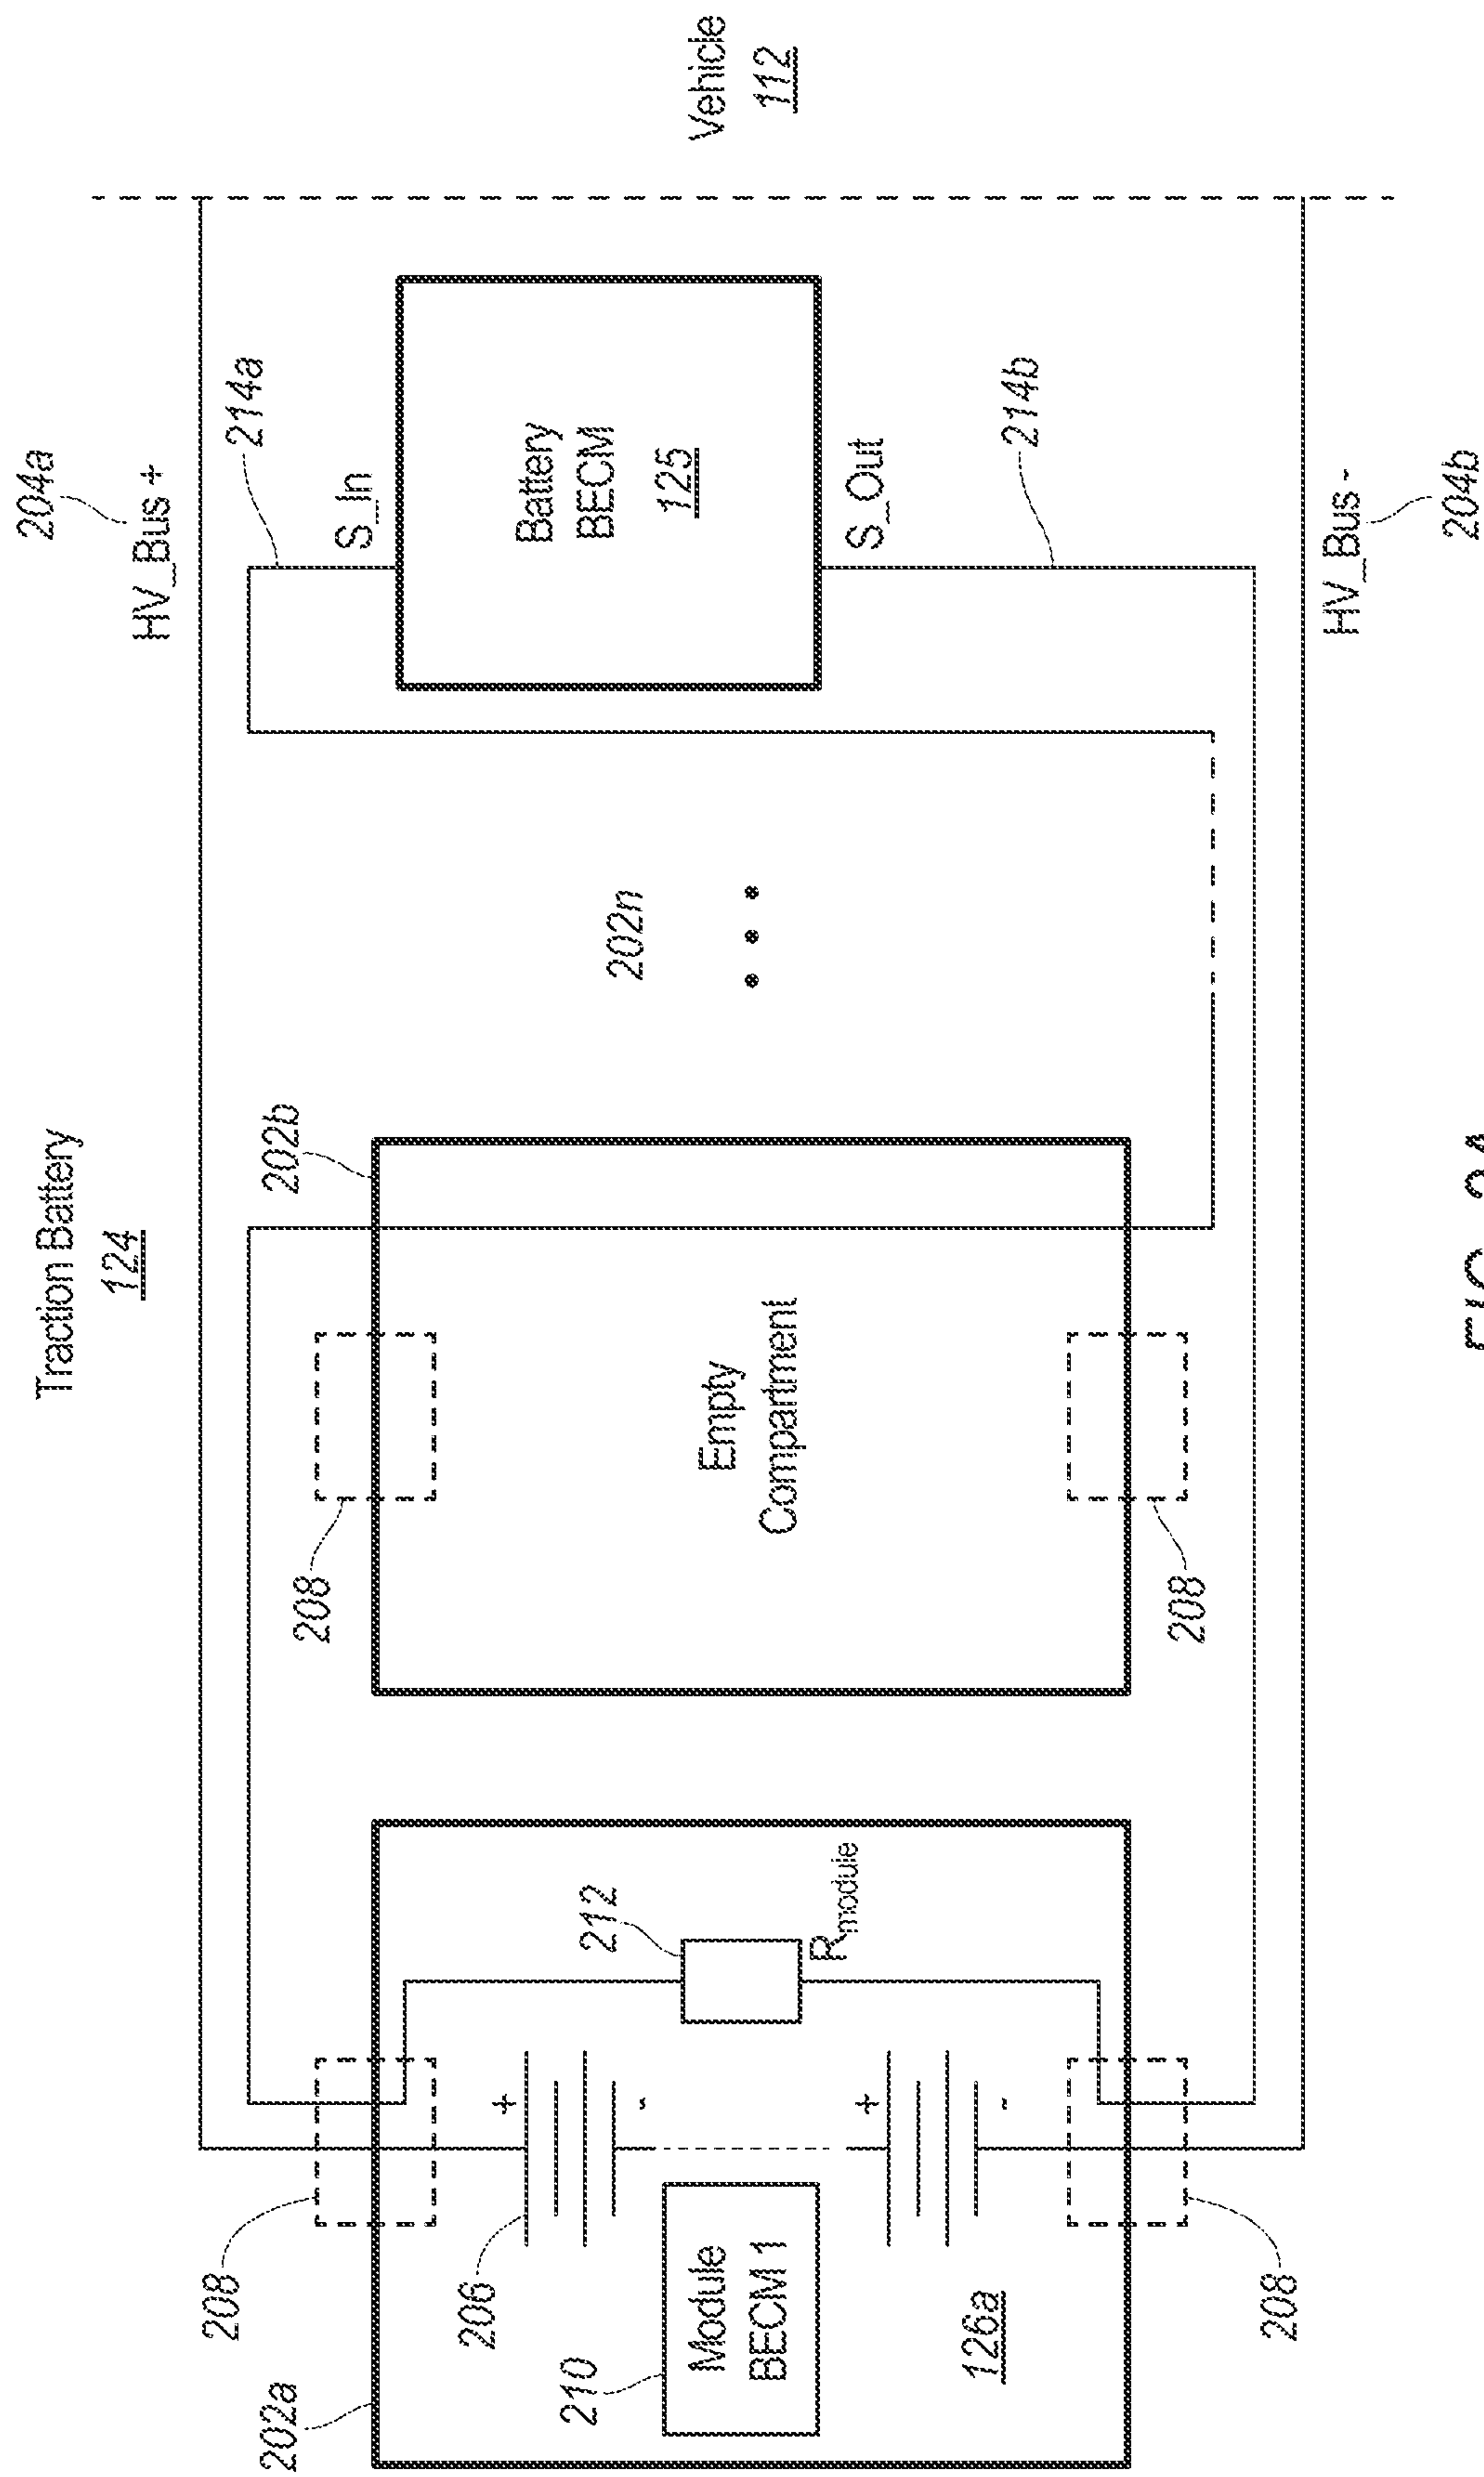 Traction Battery
124
204a
HV_Bus +
Vehicle
112
202a
208
208
202b
202n
214a
S_In
Battery
BECM
125
S_Out
214b
206
+
-
212
R_module
210
Module
BECM 1
126a
+
-
Empty
Compartment
208
208
HV_Bus -
204b